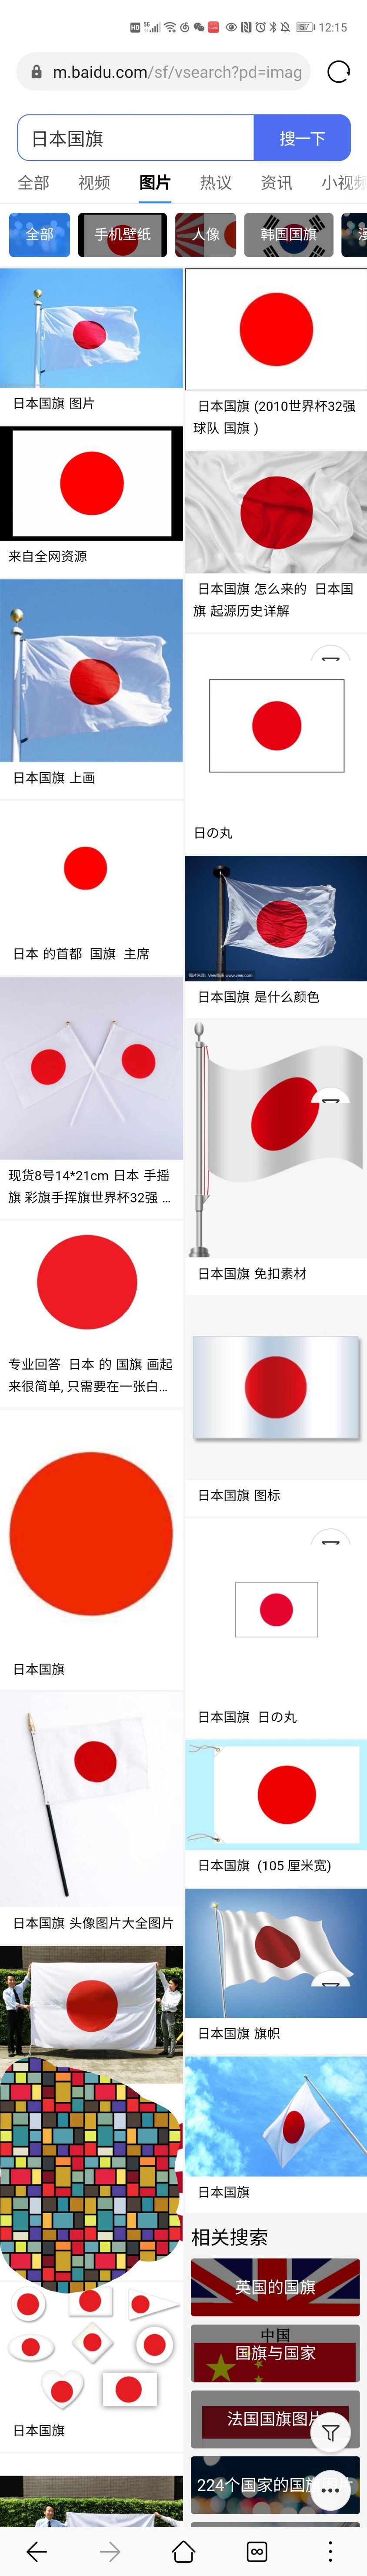 12:15
m.baidu.com/sf/vsearch?pd=imag
日本国旗
搜一下
全部 视频 图片 热议 资讯 小视频
全部 手机壁纸 人像 韩国国旗
日本国旗 图片
来自全网资源
日本国旗 上画
日本 的首都 国旗 主席
现货8号14*21cm 日本 手摇
旗 彩旗手挥旗世界杯32强 ...
专业回答 日本 的 国旗 画起
来很简单, 只需要在一张白...
日本国旗
日本国旗 头像图片大全图片
日本国旗
日本国旗 (2010世界杯32强
球队 国旗 )
日本国旗 怎么来的 日本国
旗 起源历史详解
日の丸
日本国旗 是什么颜色
日本国旗 免扣素材
日本国旗 图标
日本国旗 日の丸
日本国旗 (105 厘米宽)
日本国旗 旗帜
日本国旗
相关搜索
英国的国旗
中国
国旗与国家
法国国旗图片
224个国家的国旗